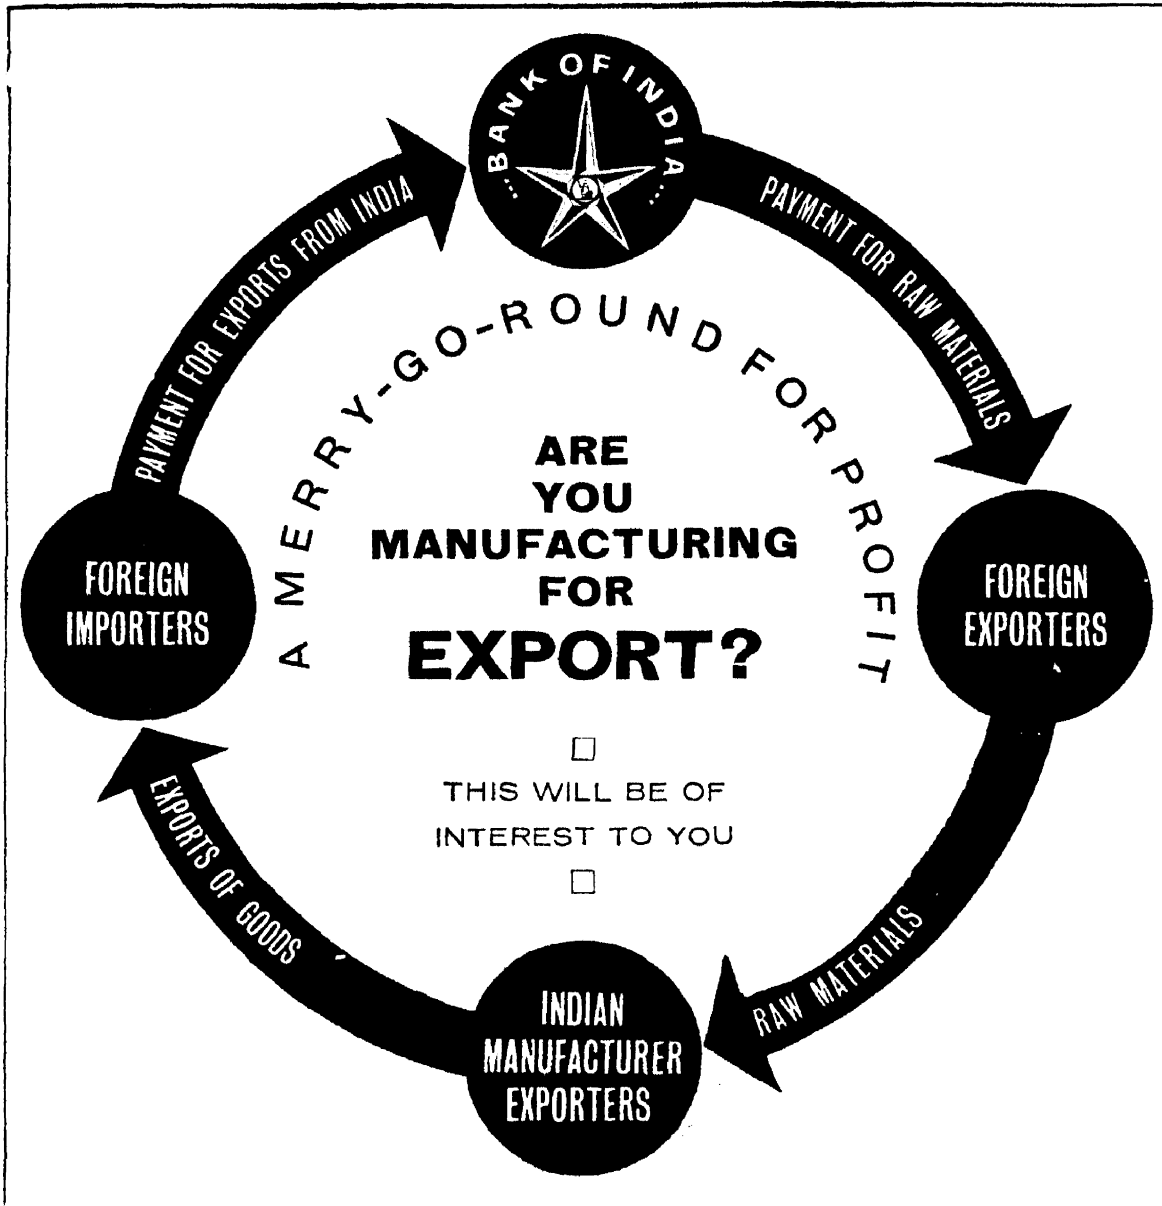 BANK OF INDIA
PAYMENT FOR RAW MATERIALS
FOREIGN
EXPORTERS
RAW MATERIALS
INDIAN
MANUFACTURER
EXPORTERS
EXPORTS OF GOODS
FOREIGN
IMPORTERS
PAYMENT FOR EXPORTS FROM INDIA
A MERRY-GO-ROUND FOR PROFIT
ARE
YOU
MANUFACTURING
FOR
EXPORT?
THIS WILL BE OF
INTEREST TO YOU